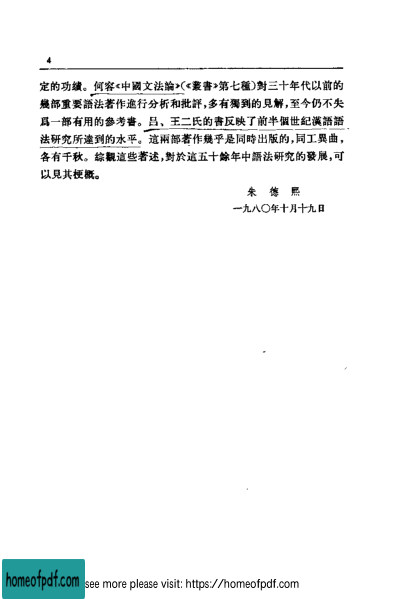 4
定的功績。何容《中國文法論》(《叢書》第七種)對三十年代以前的
幾部重要語法著作進行分析和批評,多有獨到的見解,至今仍不失
爲一部有用的參考書。吕、王二氏的書反映了前半個世紀漢語語
法研究所達到的水平。這兩部著作幾乎是同時出版的,同工異曲,
各有千秋。綜觀這些著述,對於這五十餘年中語法研究的發展,可
以見其梗概。
朱德熙
一九八〇年十月十九日
homeofpdf.com
see more please visit: https://homeofpdf.com